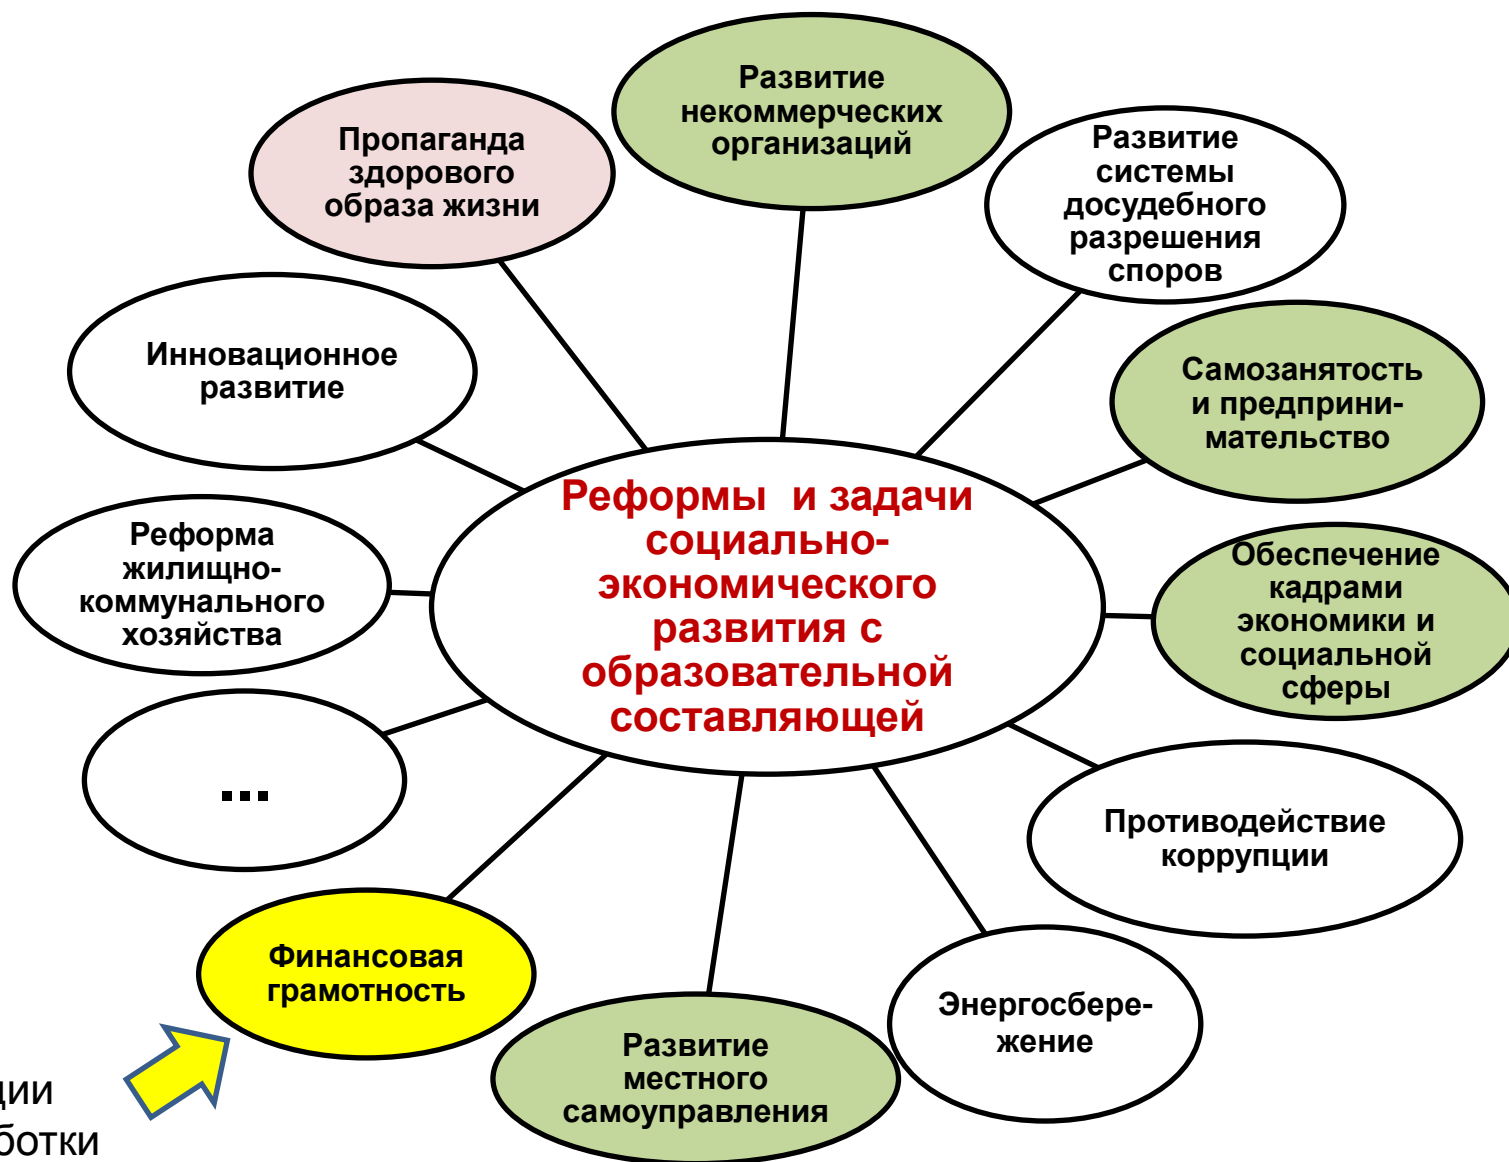 Развитие
некоммерческих
организаций
Пропаганда
здорового
образа жизни
Развитие
системы
досудебного
разрешения
споров
Инновационное
развитие
Самозанятость
и предприни-
мательство
Реформы и задачи
социально-
экономического
развития с
образовательной
составляющей
Реформа
жилищно-
коммунального
хозяйства
Обеспечение
кадрами
экономики и
социальной
сферы
...
Противодействие
коррупции
Финансовая
грамотность
Энергосбере-
жение
Развитие
местного
самоуправления